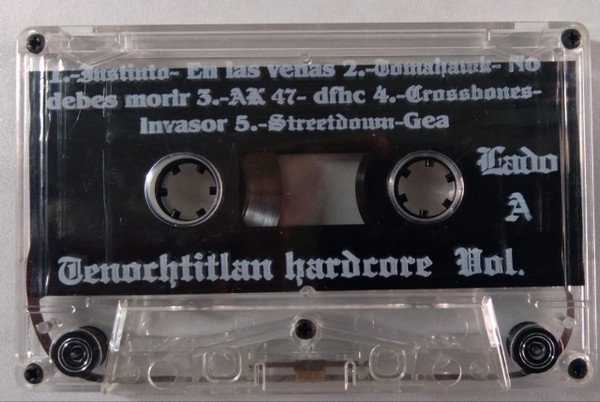 1.-Instinto- En las venas 2.-Tomahawk- No
debes morir 3.-AK 47- dfhc 4.-Crossbones-
Invasor 5.-Streetdown-Gea
Lado
A
Tenochtitlan hardcore Vol.